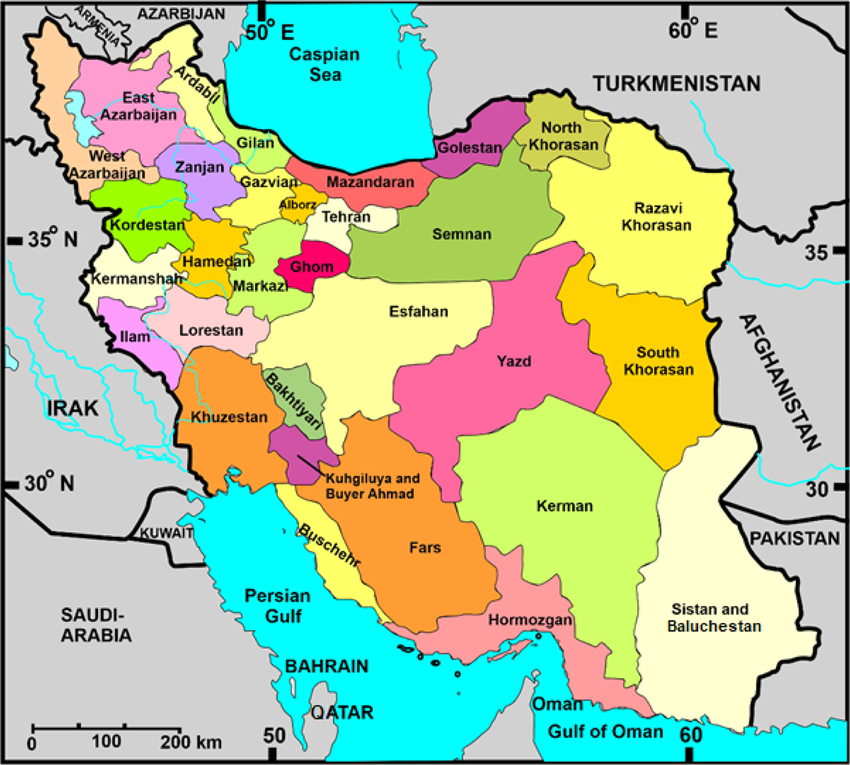 ARMENIA
AZARBIJAN
50° E
60° E
Caspian
Sea
TURKMENISTAN
Ardabil
East
Azarbaijan
Gilan
Golestan
North
Khorasan
West
Azarbaijan
Zanjan
Gazvian
Mazandaran
Alborz
Tehran
Razavi
Khorasan
Kordestan
Semnan
35° N
35
Hamedan
Ghom
Kermanshah
Markazi
Esfahan
Ilam
Lorestan
Yazd
South
Khorasan
AFGHANISTAN
Bakhtiyari
IRAK
Khuzestan
30° N
30
Kuhgiluya and
Buyer Ahmad
Kerman
KUWAIT
Buschehr
Fars
PAKISTAN
Persian
Gulf
SAUDI-
ARABIA
Hormozgan
Sistan and
Baluchestan
BAHRAIN
QATAR
Oman
Gulf of Oman
0 100 200 km
50
60